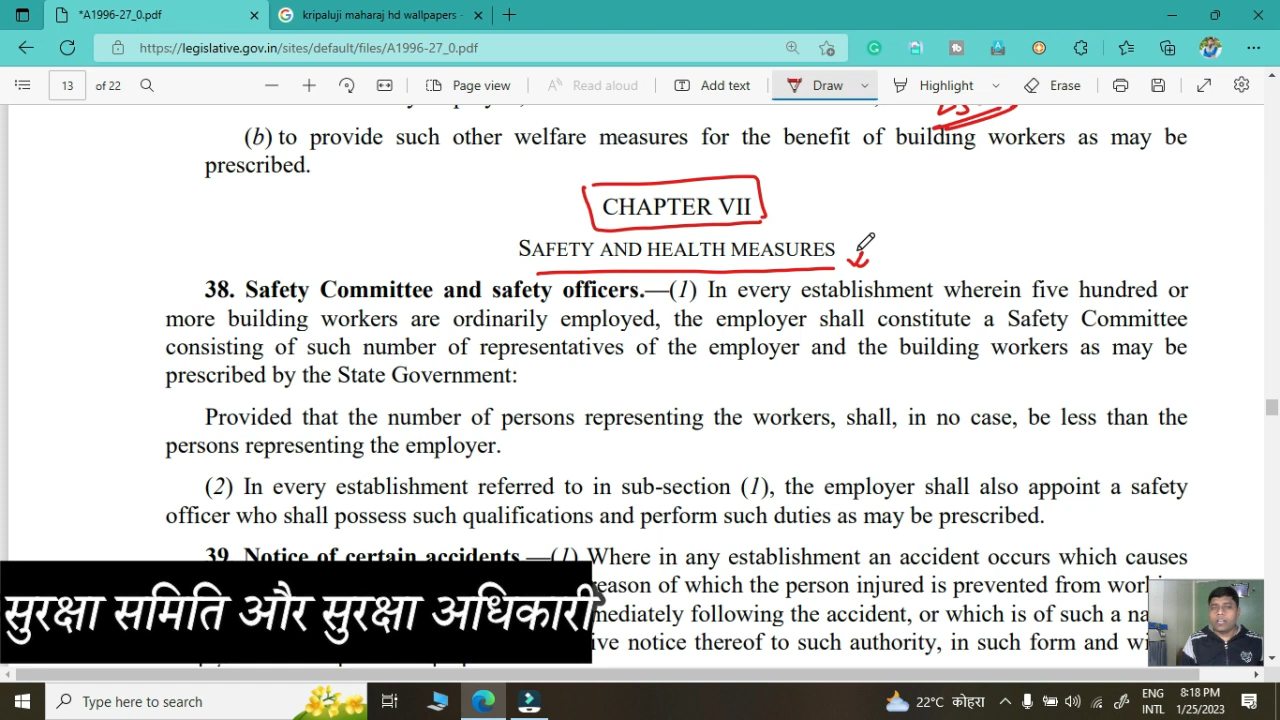 *A1996-27_0.pdf
kripaluji maharaj hd wallpapers -
https://legislative.gov.in/sites/default/files/A1996-27_0.pdf
13 of 22
Page view
Read aloud
Add text
Draw
Highlight
Erase
(b) to provide such other welfare measures for the benefit of building workers as may be
prescribed.
CHAPTER VII
SAFETY AND HEALTH MEASURES
38. Safety Committee and safety officers.—(1) In every establishment wherein five hundred or
more building workers are ordinarily employed, the employer shall constitute a Safety Committee
consisting of such number of representatives of the employer and the building workers as may be
prescribed by the State Government:
Provided that the number of persons representing the workers, shall, in no case, be less than the
persons representing the employer.
(2) In every establishment referred to in sub-section (1), the employer shall also appoint a safety
officer who shall possess such qualifications and perform such duties as may be prescribed.
39. Notice of certain accidents.—(1) Where in any establishment an accident occurs which causes
reason of which the person injured is prevented from
immediately following the accident, or which is of such a
thereof to such authority, in such form and
सुरक्षा समिति और सुरक्षा अधिकारी
Type here to search
22°C कोहरा
ENG
INTL
8:18 PM
1/25/2023